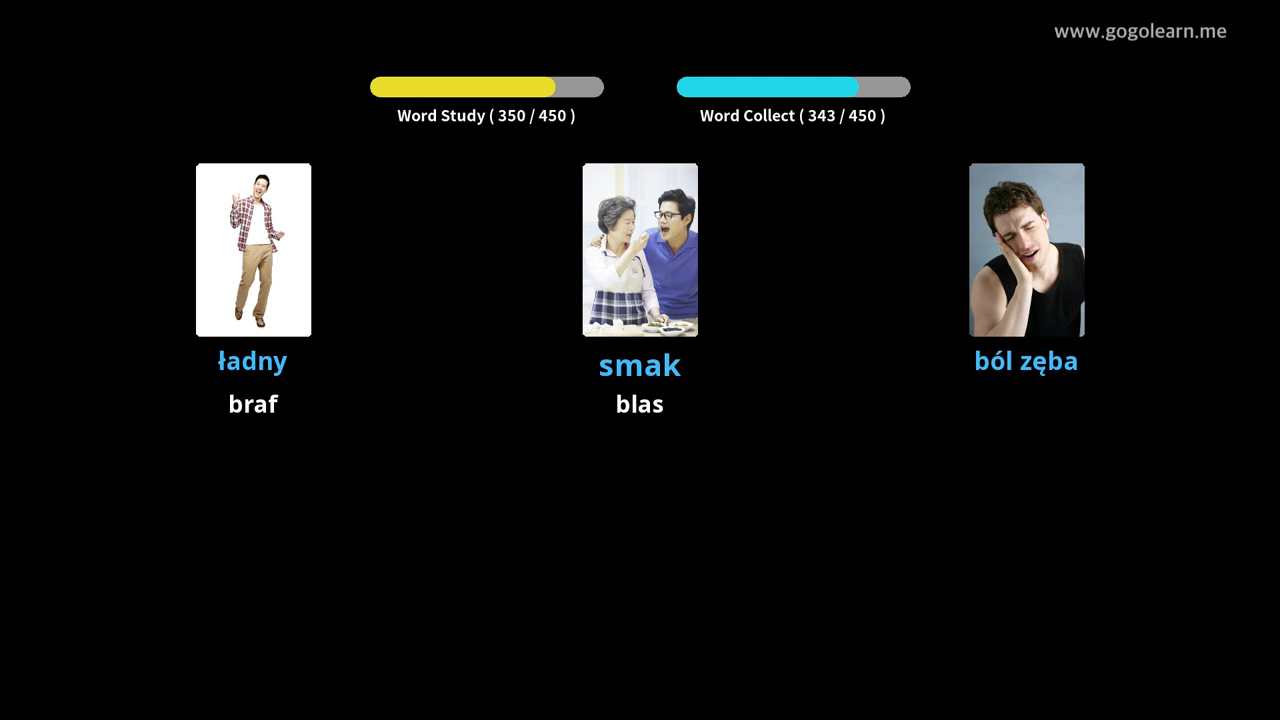 www.gogolearn.me
Word Study ( 350 / 450 )
Word Collect ( 343 / 450 )
ładny
smak
ból zęba
braf
blas